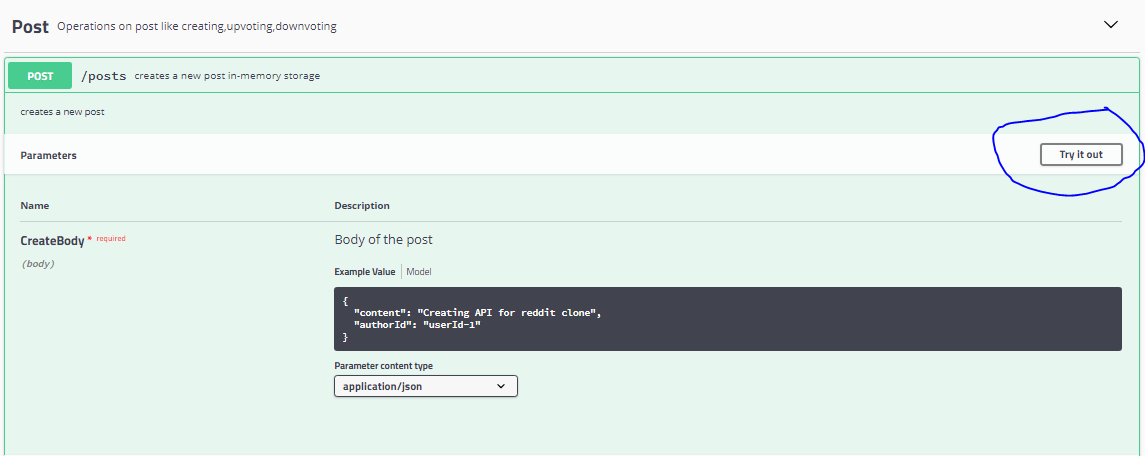 Post Operations on post like creating,upvoting,downvoting
POST /posts creates a new post in-memory storage
creates a new post
Parameters Try it out
Name Description
CreateBody * required Body of the post
(body)
Example Value Model
{
"content": "Creating API for reddit clone",
"authorId": "userId-1"
}
Parameter content type
application/json